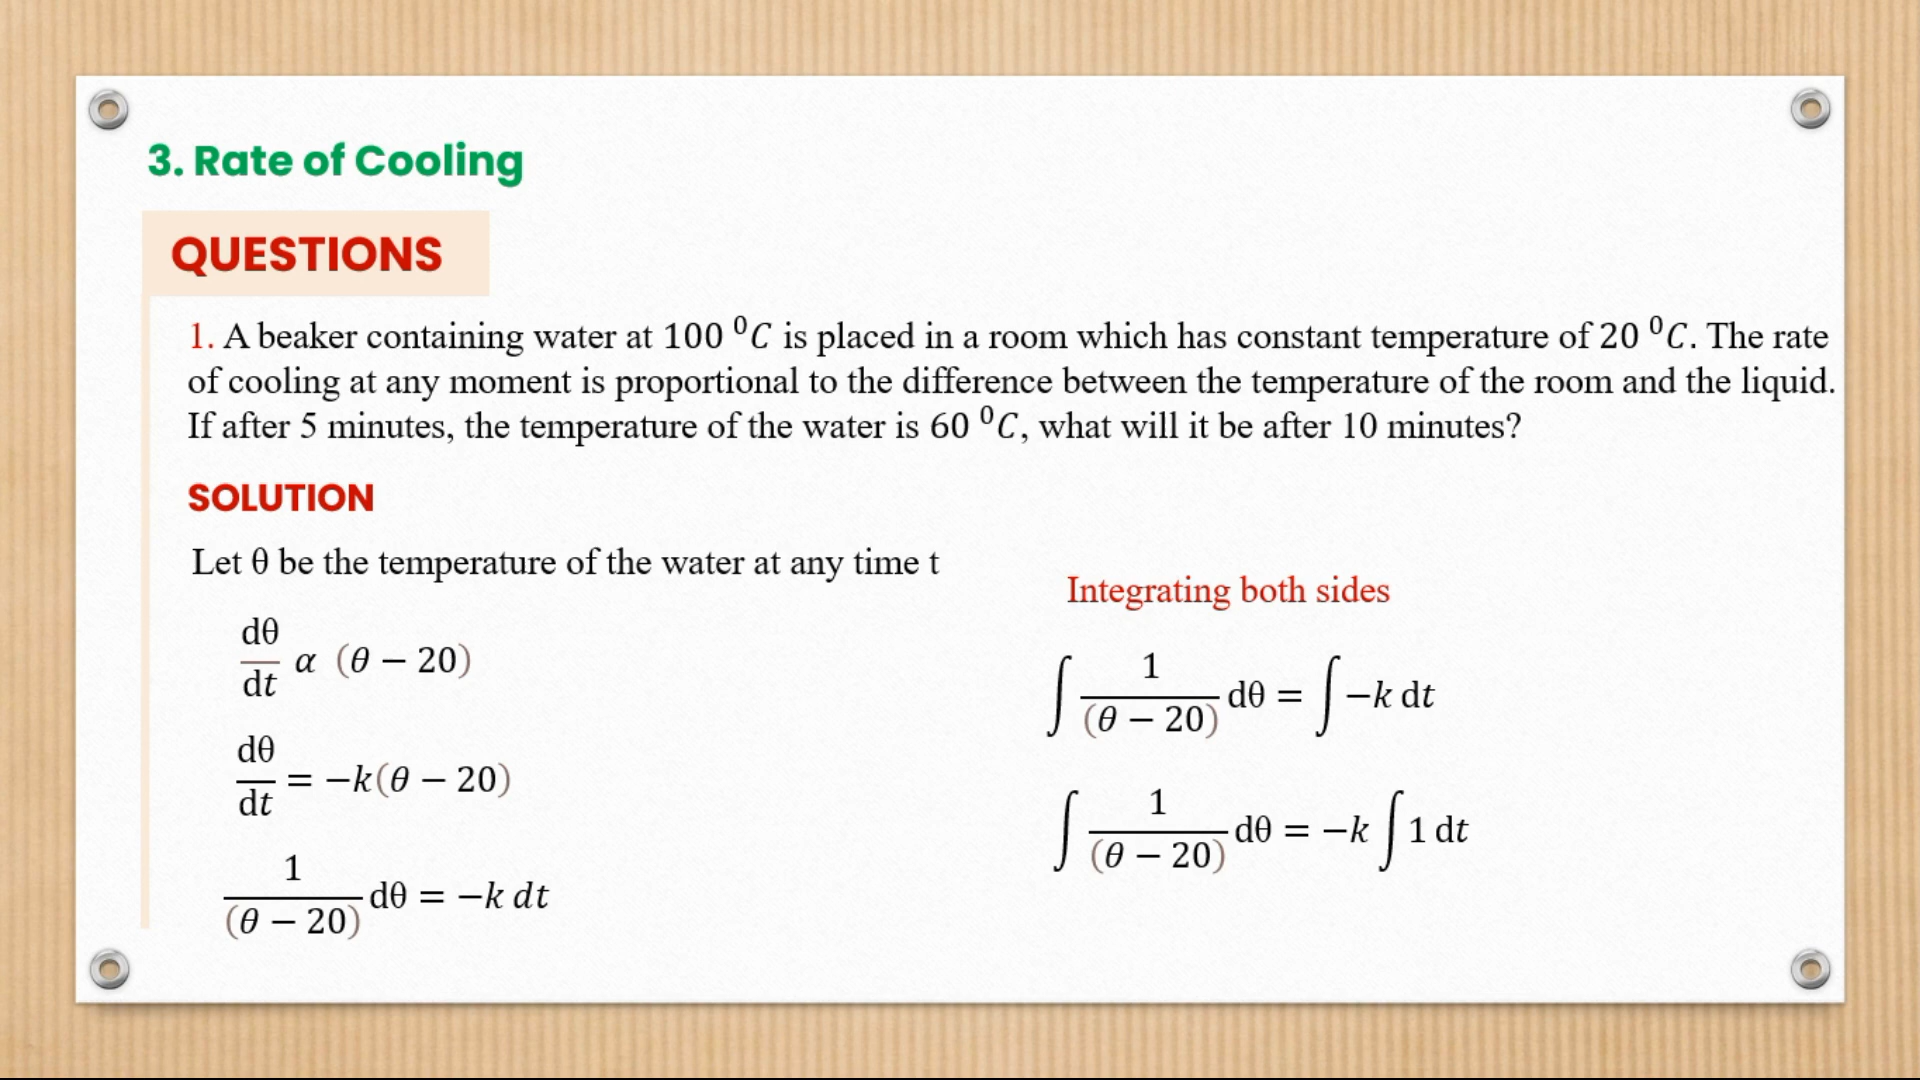 3. Rate of Cooling
QUESTIONS
1. A beaker containing water at 100 ⁰C is placed in a room which has constant temperature of 20 ⁰C. The rate
of cooling at any moment is proportional to the difference between the temperature of the room and the liquid.
If after 5 minutes, the temperature of the water is 60 ⁰C, what will it be after 10 minutes?
SOLUTION
Let θ be the temperature of the water at any time t
dθ/dt α (θ − 20)
dθ/dt = −k(θ − 20)
1/(θ − 20) dθ = −k dt
Integrating both sides
∫ 1/(θ − 20) dθ = ∫ −k dt
∫ 1/(θ − 20) dθ = −k ∫ 1 dt